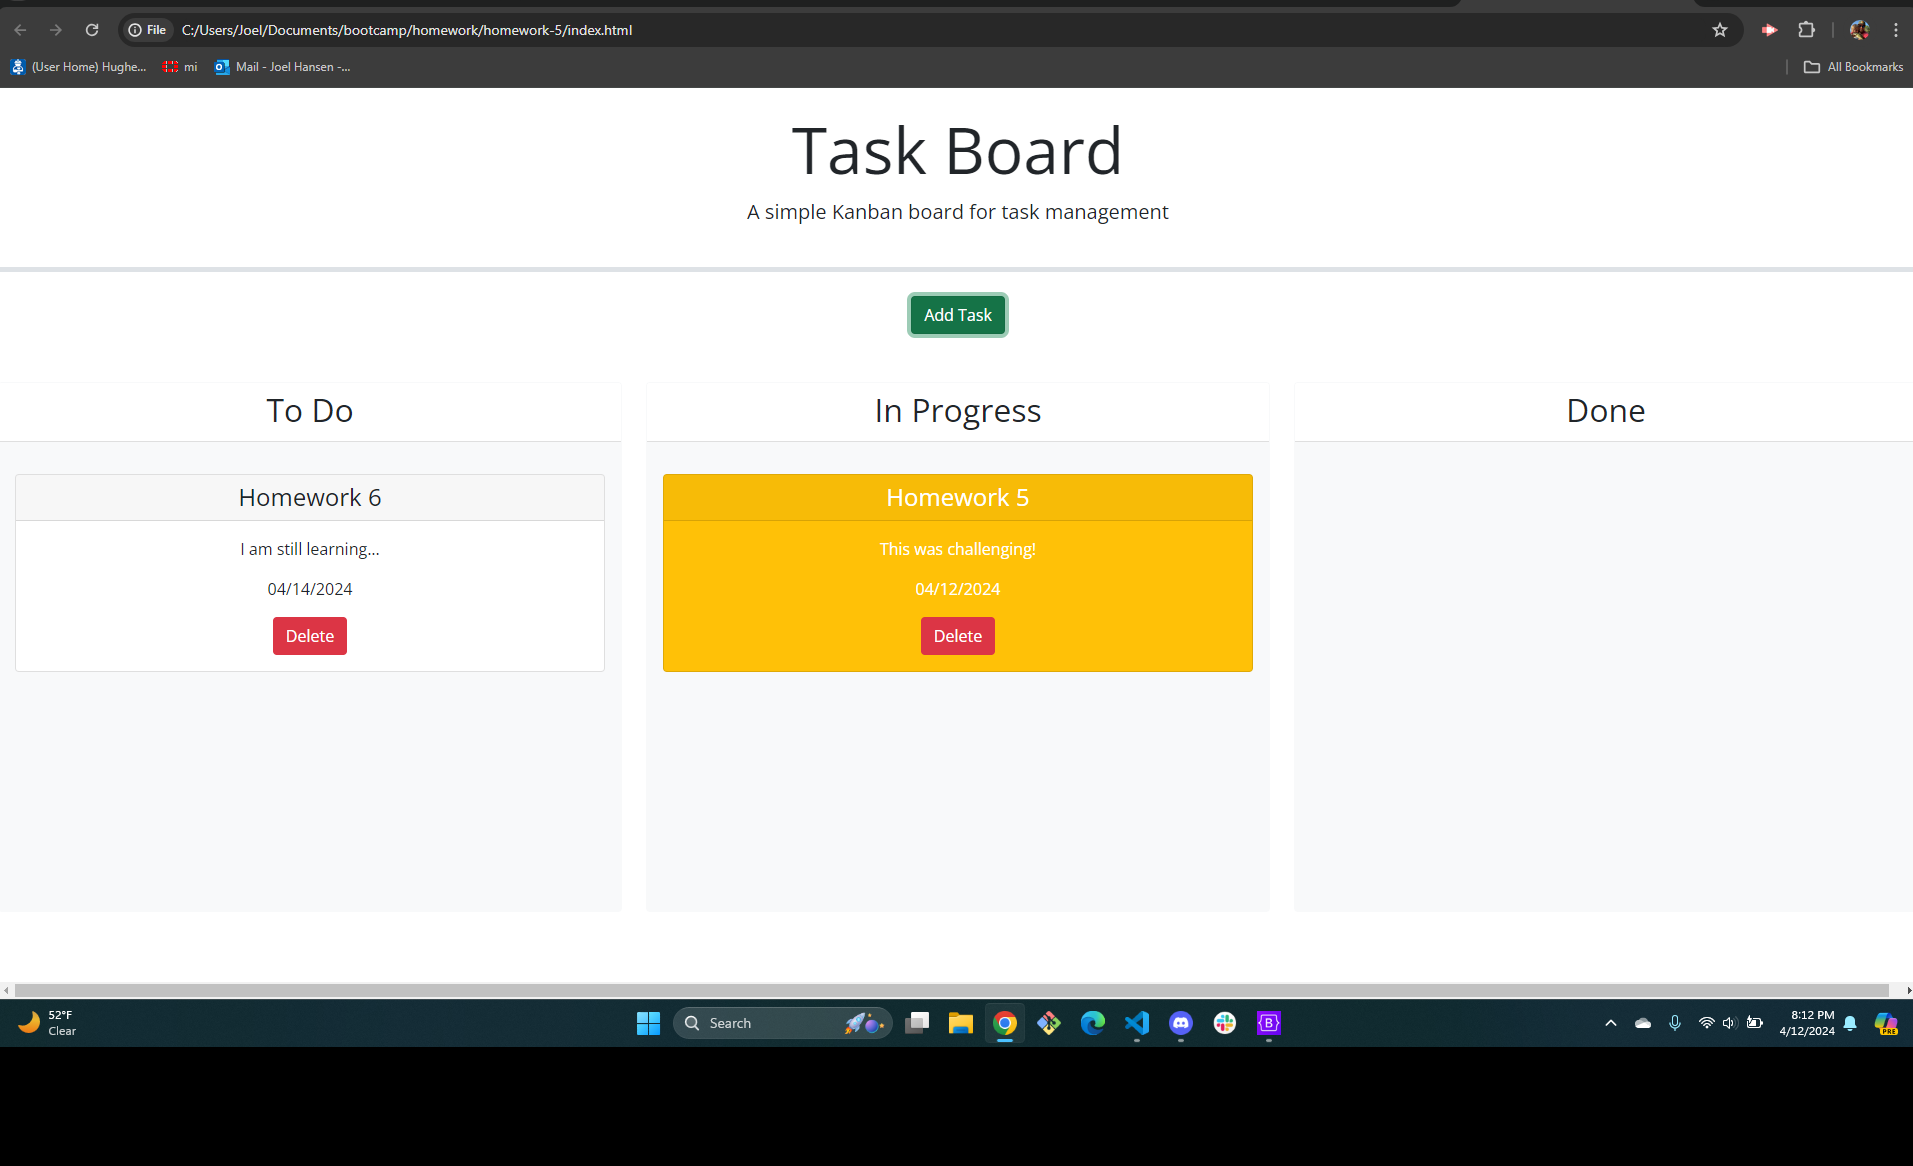 File C:/Users/Joel/Documents/bootcamp/homework/homework-5/index.html
(User Home) Hughe... mi Mail - Joel Hansen -... All Bookmarks
Task Board
A simple Kanban board for task management
Add Task
To Do
Homework 6
I am still learning...
04/14/2024
Delete
In Progress
Homework 5
This was challenging!
04/12/2024
Delete
Done
52°F
Clear
Search
8:12 PM
4/12/2024
PRE